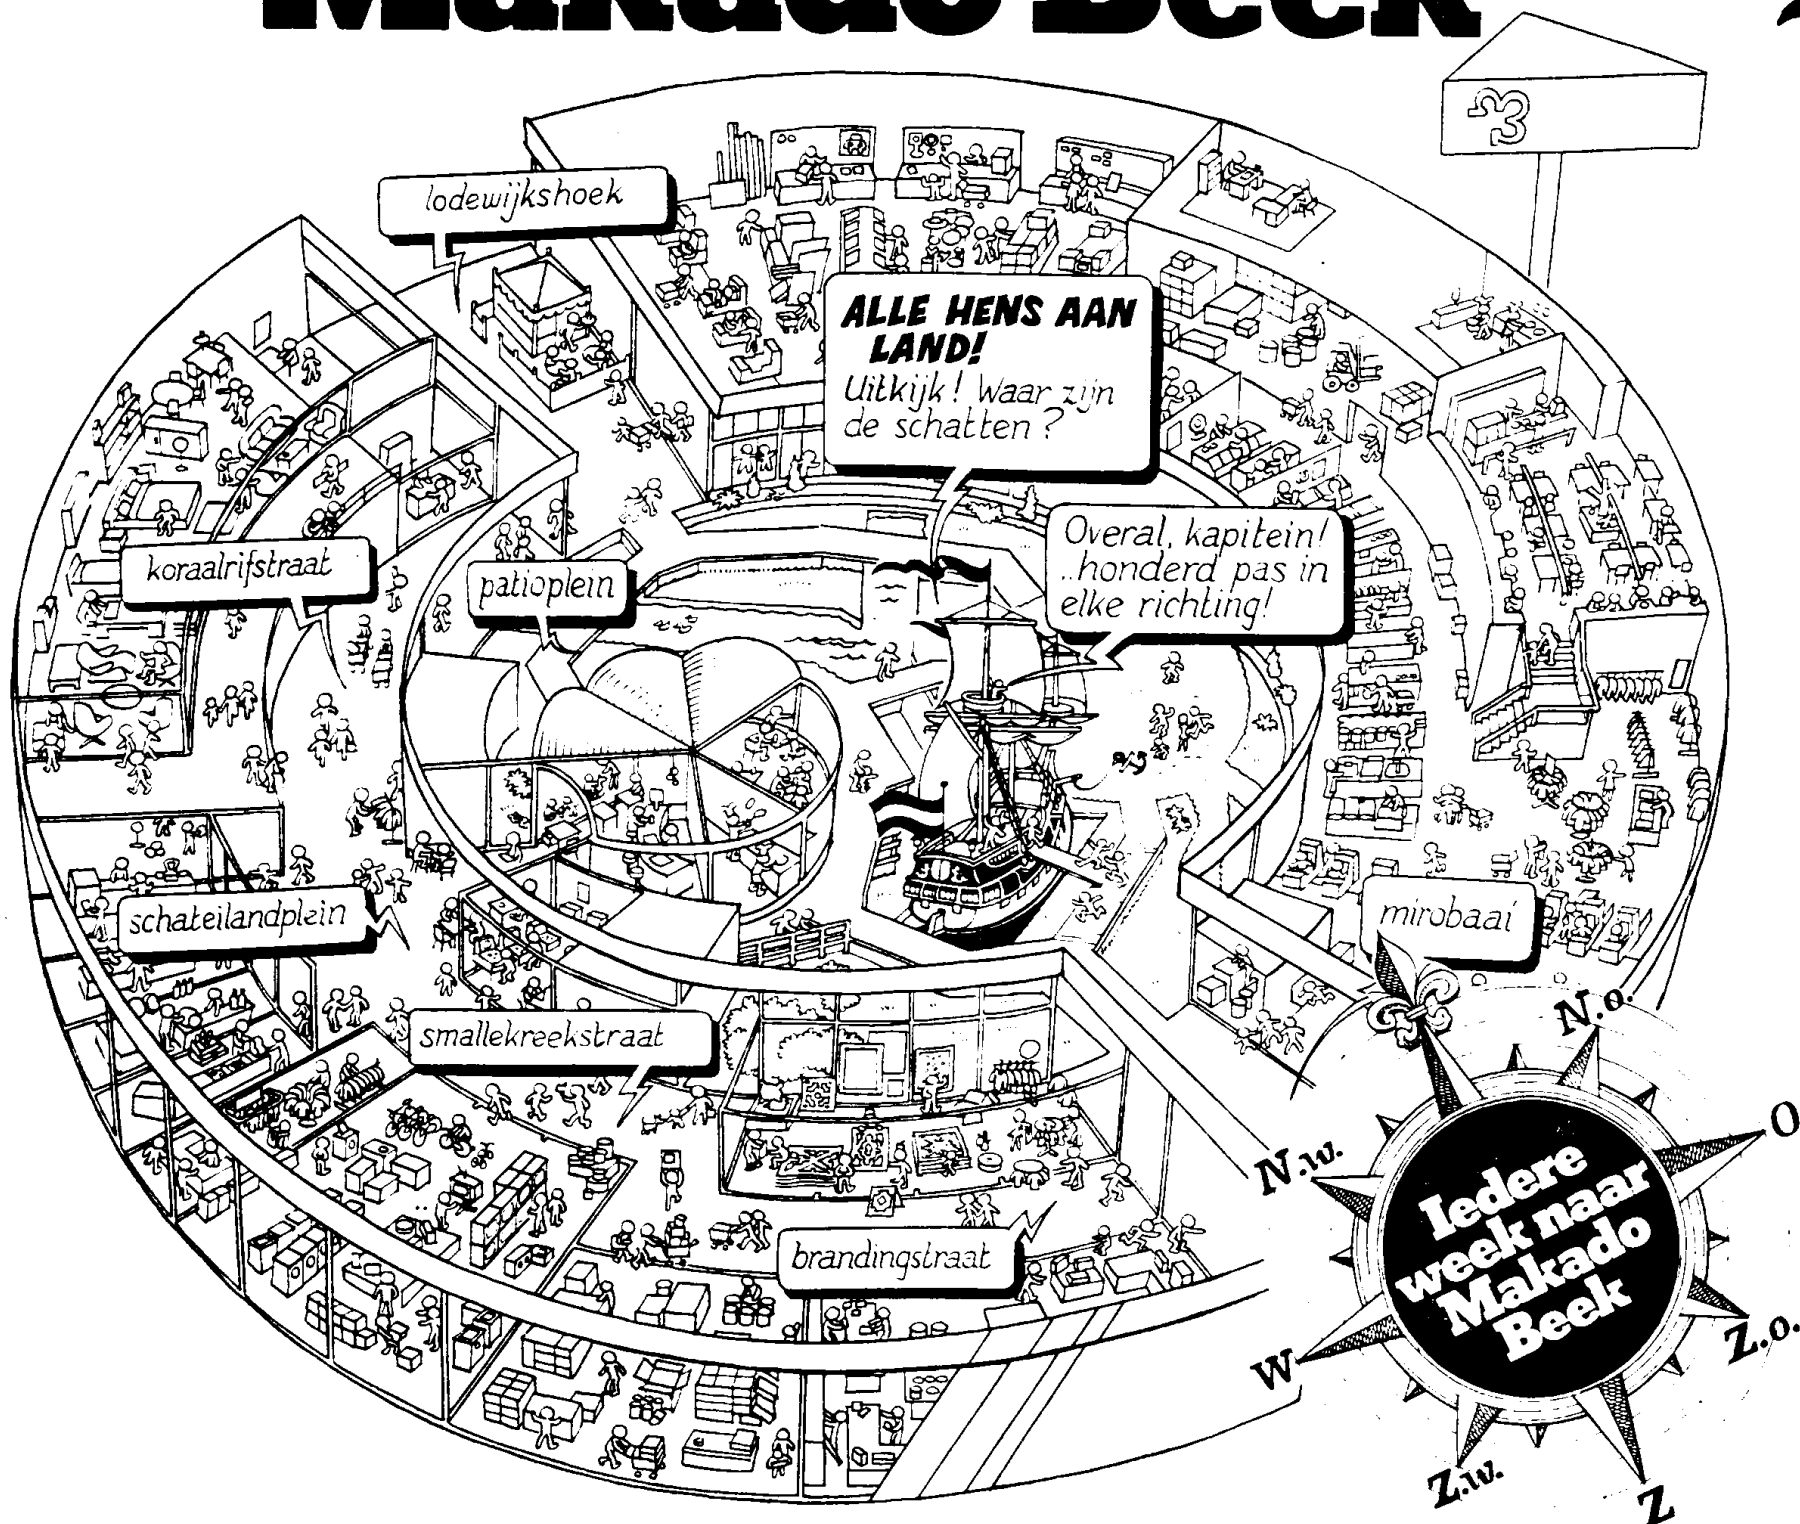 Makado Beek
lodewijkshoek
ALLE HENS AAN
LAND!
Uitkijk! Waar zijn
de schatten?
Overal, kapitein!
..honderd pas in
elke richting!
koraalrifstraat
patioplein
schateilandplein
mirobaai
smallekreekstraat
brandingstraat
N.o.
O
N.w.
Iedere
week naar
Makado
Beek
Z.o.
W
Z.w.
Z